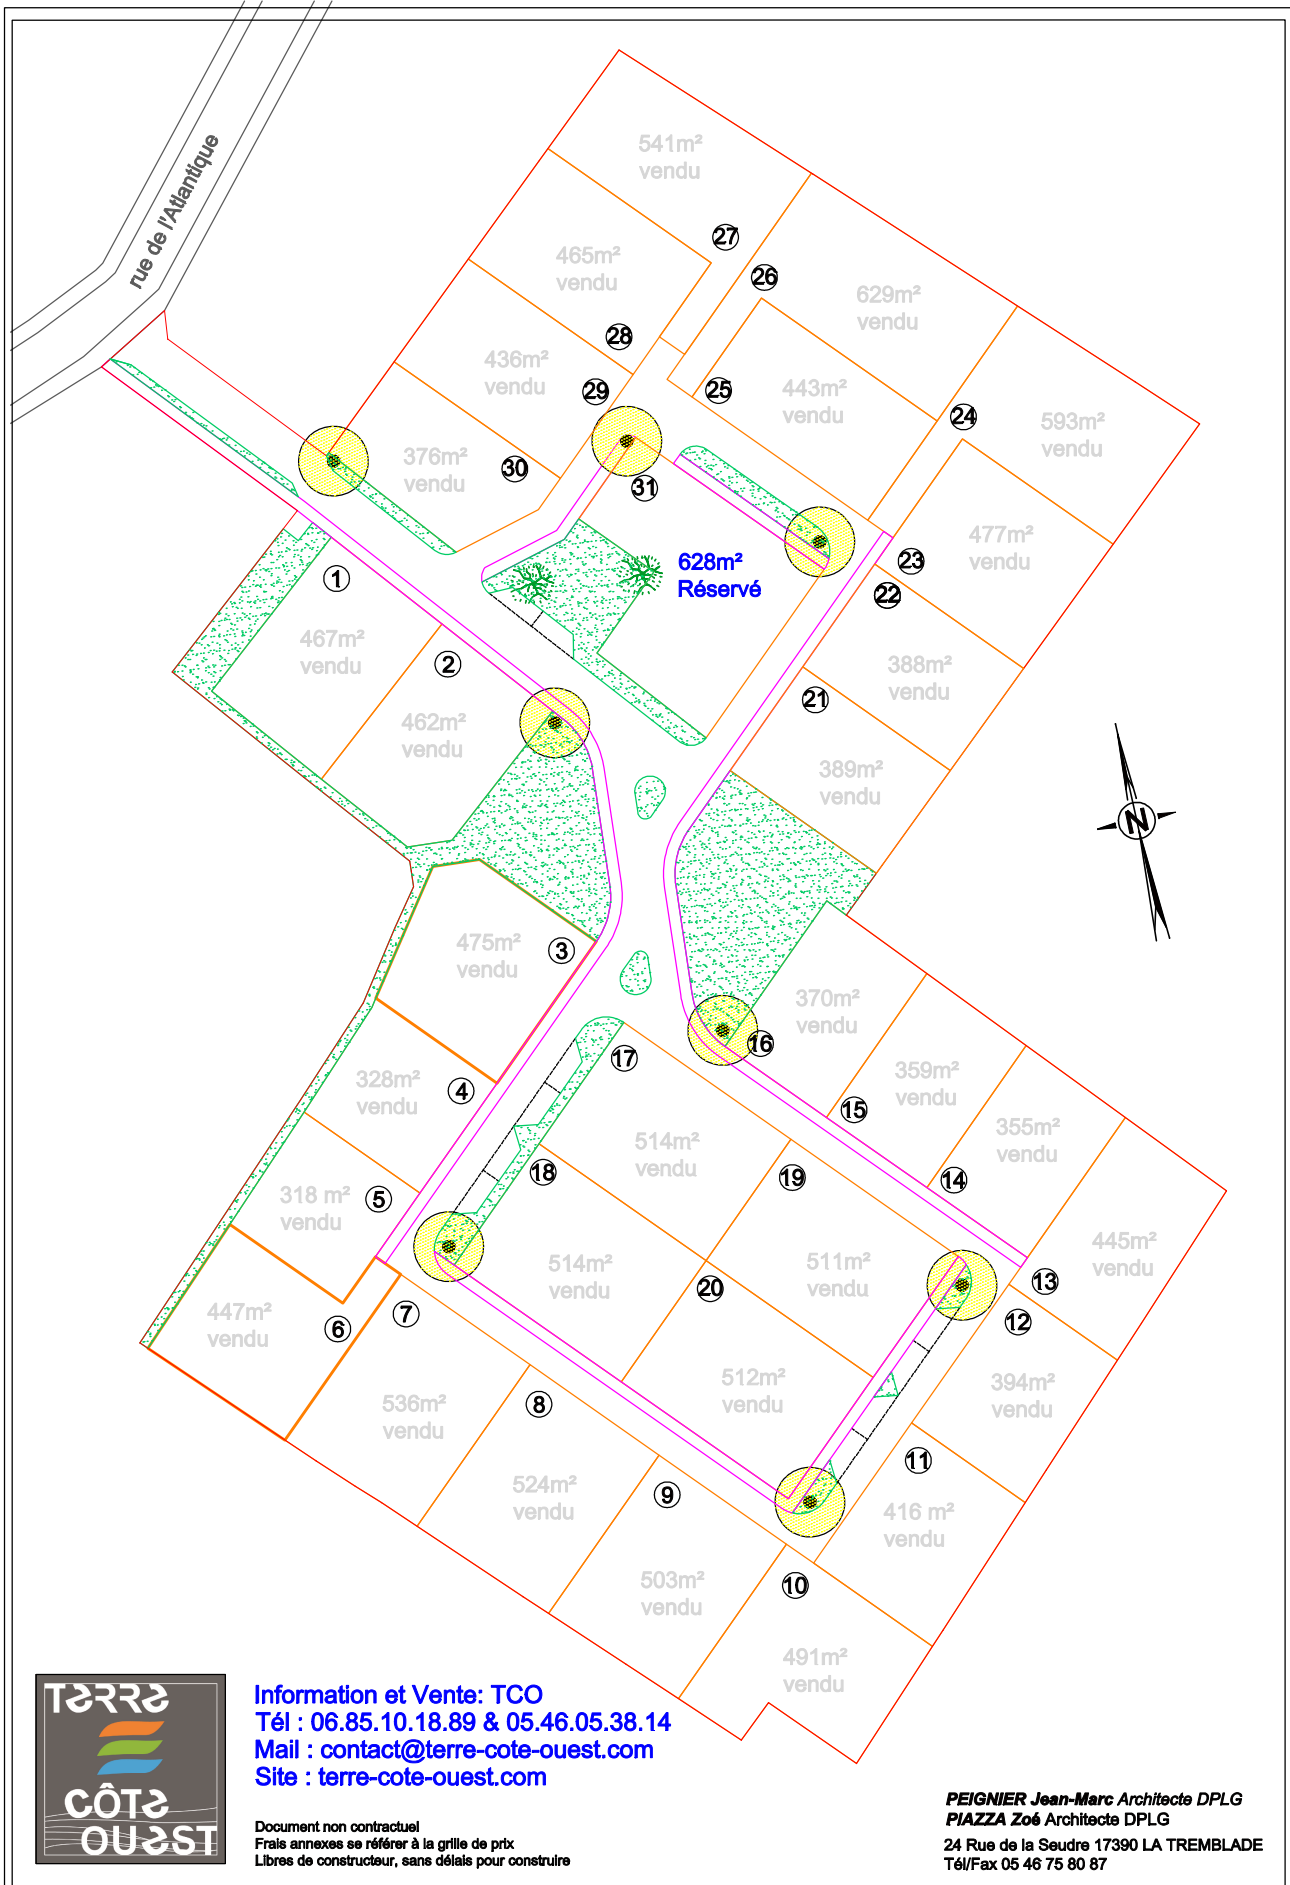 rue de l'Atlantique
541m²
vendu
27
465m²
vendu
26
629m²
vendu
28
436m²
vendu
29
25
443m²
vendu
24
593m²
vendu
376m²
vendu
30
31
477m²
vendu
23
628m²
Réservé
22
1
467m²
vendu
2
388m²
vendu
21
462m²
vendu
389m²
vendu
N
475m²
vendu
3
370m²
vendu
16
17
328m²
vendu
4
359m²
vendu
15
355m²
vendu
514m²
vendu
18
19
14
318 m²
vendu
5
445m²
vendu
514m²
vendu
511m²
vendu
20
13
447m²
vendu
6
7
12
512m²
vendu
394m²
vendu
536m²
vendu
8
11
524m²
vendu
9
416 m²
vendu
503m²
vendu
10
491m²
vendu
TERRE
CÔTE
OUEST
Information et Vente: TCO
Tél : 06.85.10.18.89 & 05.46.05.38.14
Mail : contact@terre-cote-ouest.com
Site : terre-cote-ouest.com
Document non contractuel
Frais annexes se référer à la grille de prix
Libres de constructeur, sans délais pour construire
PEIGNIER Jean-Marc Architecte DPLG
PIAZZA Zoé Architecte DPLG
24 Rue de la Seudre 17390 LA TREMBLADE
Tél/Fax 05 46 75 80 87